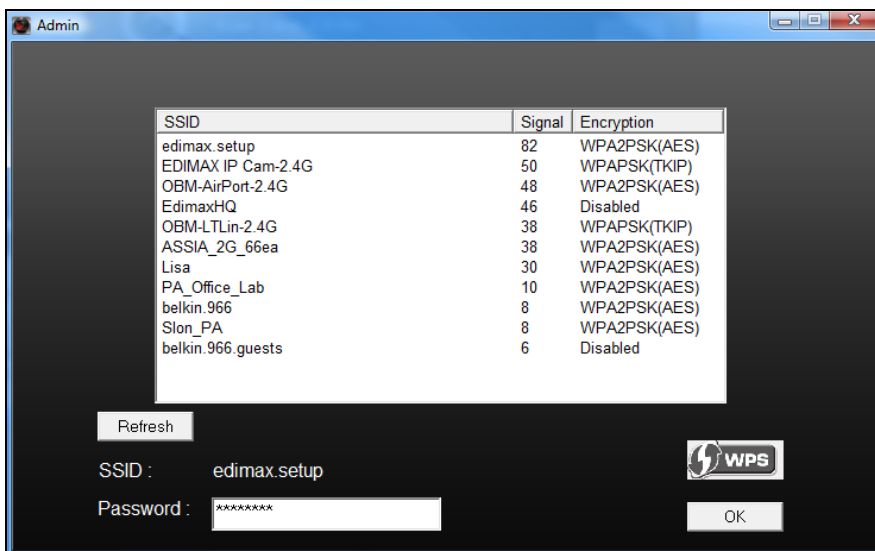 Admin
SSID Signal Encryption
edimax.setup 82 WPA2PSK(AES)
EDIMAX IP Cam-2.4G 50 WPAPSK(TKIP)
OBM-AirPort-2.4G 48 WPA2PSK(AES)
EdimaxHQ 46 Disabled
OBM-LTLin-2.4G 38 WPAPSK(TKIP)
ASSIA_2G_66ea 38 WPA2PSK(AES)
Lisa 30 WPA2PSK(AES)
PA_Office_Lab 10 WPA2PSK(AES)
belkin.966 8 WPA2PSK(AES)
Slon_PA 8 WPA2PSK(AES)
belkin.966.guests 6 Disabled
Refresh
SSID : edimax.setup
WPS
Password : ********
OK